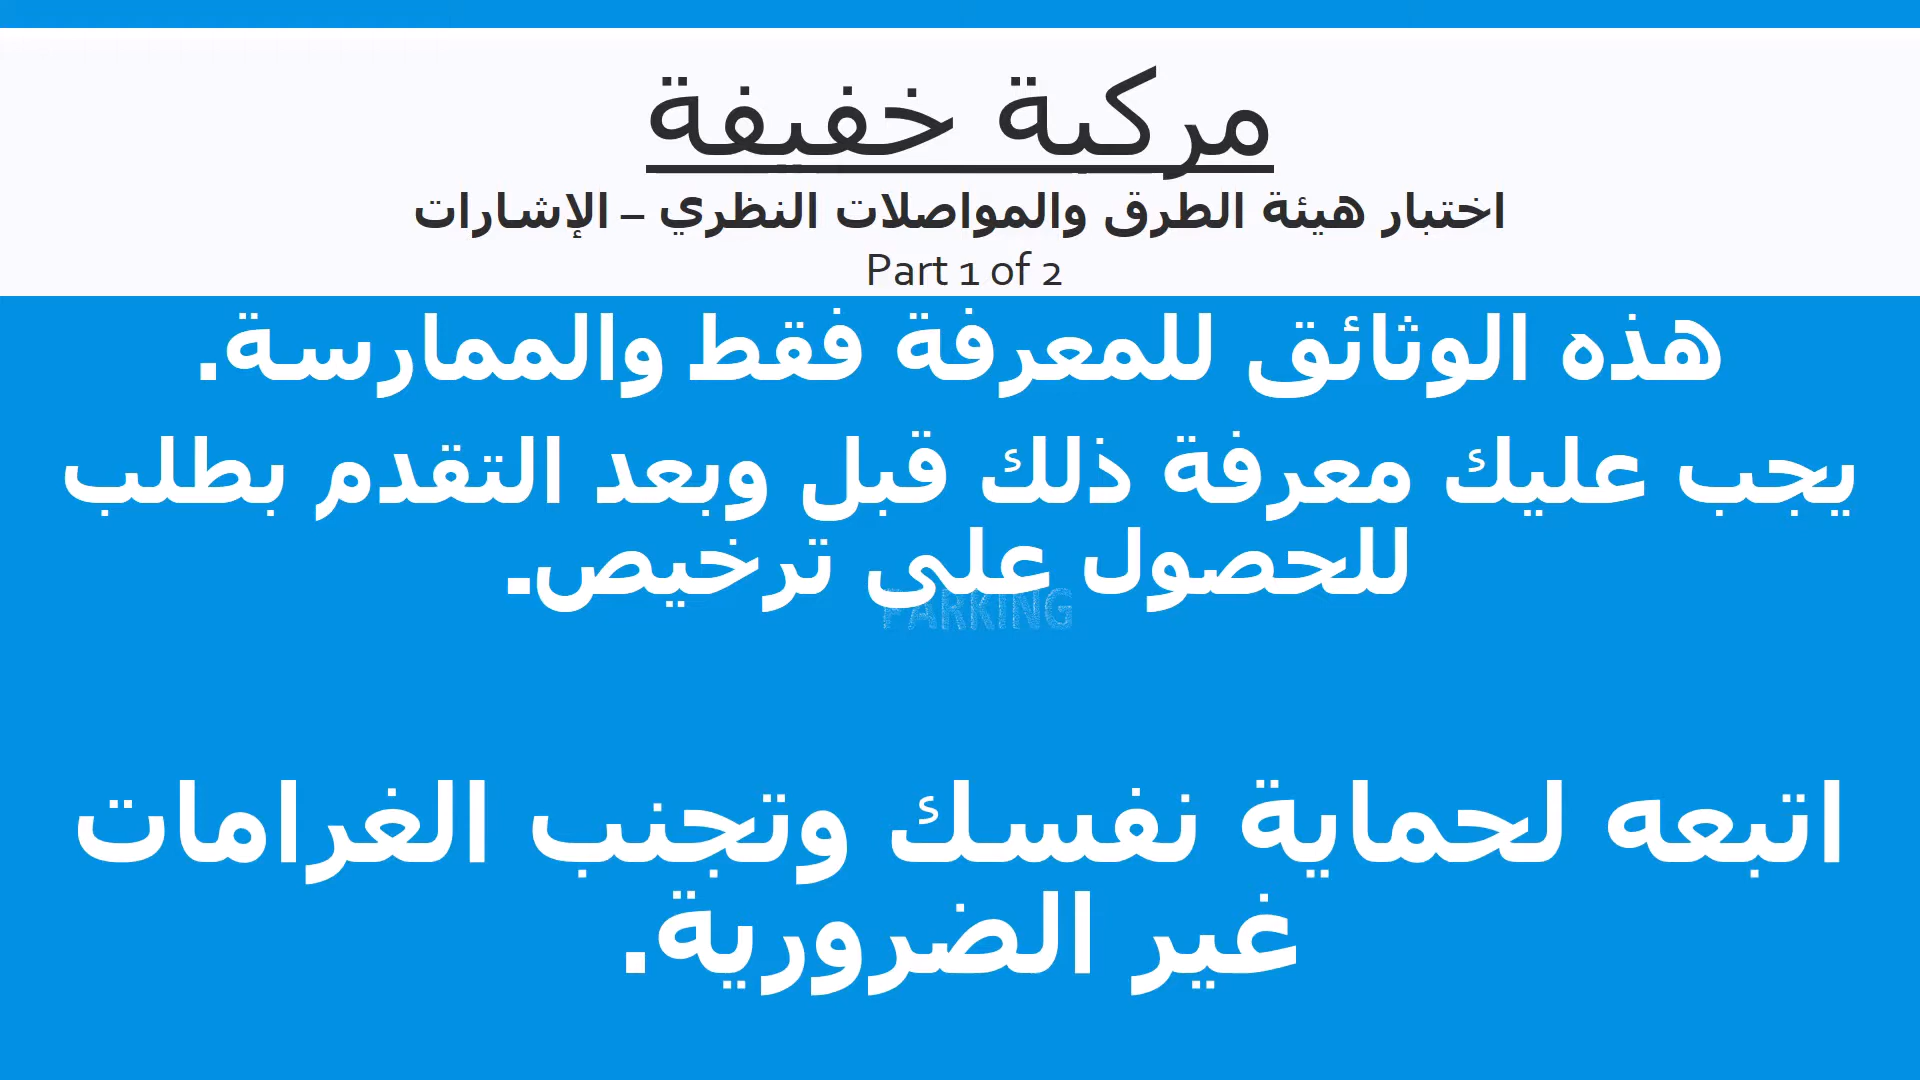 مركبة خفيفة
اختبار هيئة الطرق والمواصلات النظري – الإشارات
Part 1 of 2
هذه الوثائق للمعرفة فقط والممارسة.
يجب عليك معرفة ذلك قبل وبعد التقدم بطلب
للحصول على ترخيص.
PARKING
اتبعه لحماية نفسك وتجنب الغرامات
غير الضرورية.